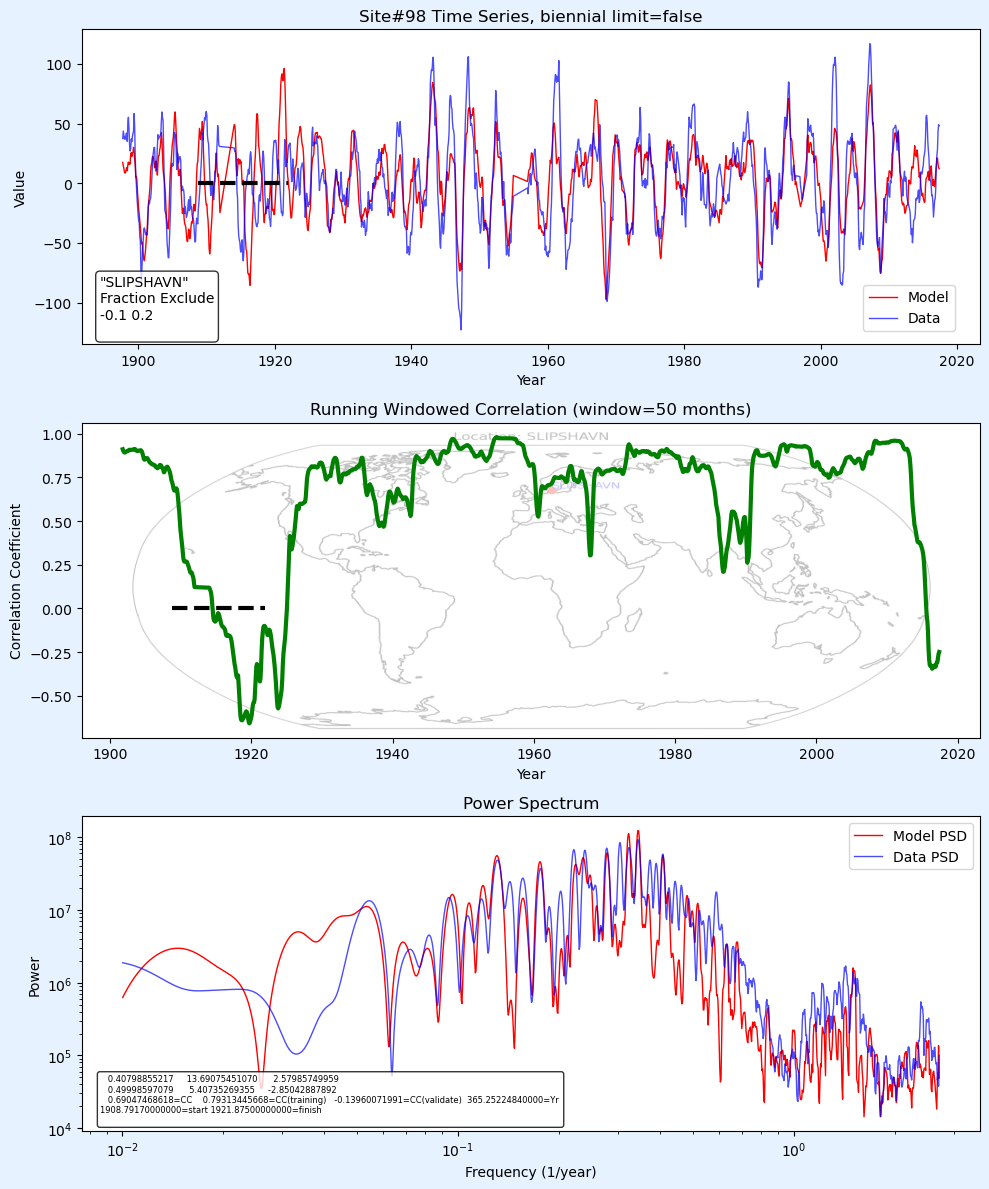 Site#98 Time Series, biennial limit=false
100
50
0
−50
−100
Value
"SLIPSHAVN"
Fraction Exclude
-0.1 0.2
Model
Data
1900 1920 1940 1960 1980 2000 2020
Year
Running Windowed Correlation (window=50 months)
Location: SLIPSHAVN
1.00
0.75
0.50
0.25
0.00
−0.25
−0.50
Correlation Coefficient
1900 1920 1940 1960 1980 2000 2020
Year
Power Spectrum
Model PSD
Data PSD
10^8
10^7
10^6
10^5
10^4
Power
0.40798855217 13.69075451070 2.57985749959
0.49998597079 5.40735269355 -2.85042887892
0.69047468618=CC 0.79313445668=CC(training) -0.13960071991=CC(validate) 365.25224840000=Yr
1908.79170000000=start 1921.87500000000=finish
10^−2 10^−1 10^0
Frequency (1/year)